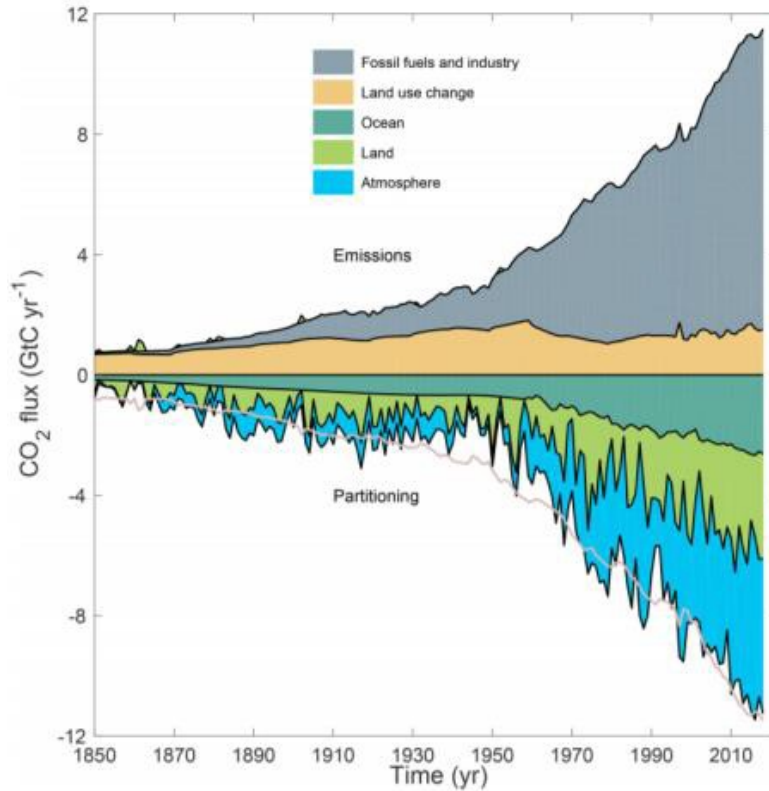 12
8
4
0
-4
-8
-12
CO2 flux (GtC yr-1)
Fossil fuels and industry
Land use change
Ocean
Land
Atmosphere
Emissions
Partitioning
1850 1870 1890 1910 1930 1950 1970 1990 2010
Time (yr)